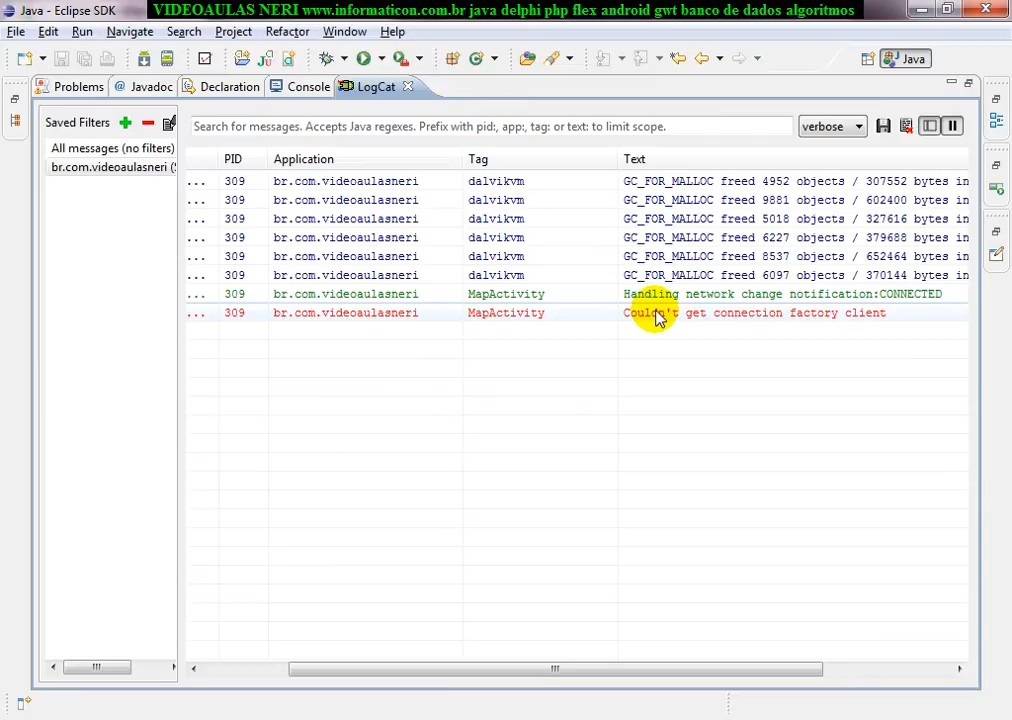 Java - Eclipse SDK
VIDEOAULAS NERI www.informaticon.com.br java delphi php flex android gwt banco de dados algoritmos
File Edit Run Navigate Search Project Refactor Window Help
Java
Problems @ Javadoc Declaration Console LogCat
Saved Filters
Search for messages. Accepts Java regexes. Prefix with pid:, app:, tag: or text: to limit scope.
verbose
All messages (no filters)
br.com.videoaulasneri (S
PID Application Tag Text
... 309 br.com.videoaulasneri dalvikvm GC_FOR_MALLOC freed 4952 objects / 307552 bytes in
... 309 br.com.videoaulasneri dalvikvm GC_FOR_MALLOC freed 9881 objects / 602400 bytes in
... 309 br.com.videoaulasneri dalvikvm GC_FOR_MALLOC freed 5018 objects / 327616 bytes in
... 309 br.com.videoaulasneri dalvikvm GC_FOR_MALLOC freed 6227 objects / 379688 bytes in
... 309 br.com.videoaulasneri dalvikvm GC_FOR_MALLOC freed 8537 objects / 652464 bytes in
... 309 br.com.videoaulasneri dalvikvm GC_FOR_MALLOC freed 6097 objects / 370144 bytes in
... 309 br.com.videoaulasneri MapActivity Handling network change notification:CONNECTED
... 309 br.com.videoaulasneri MapActivity Couldn't get connection factory client